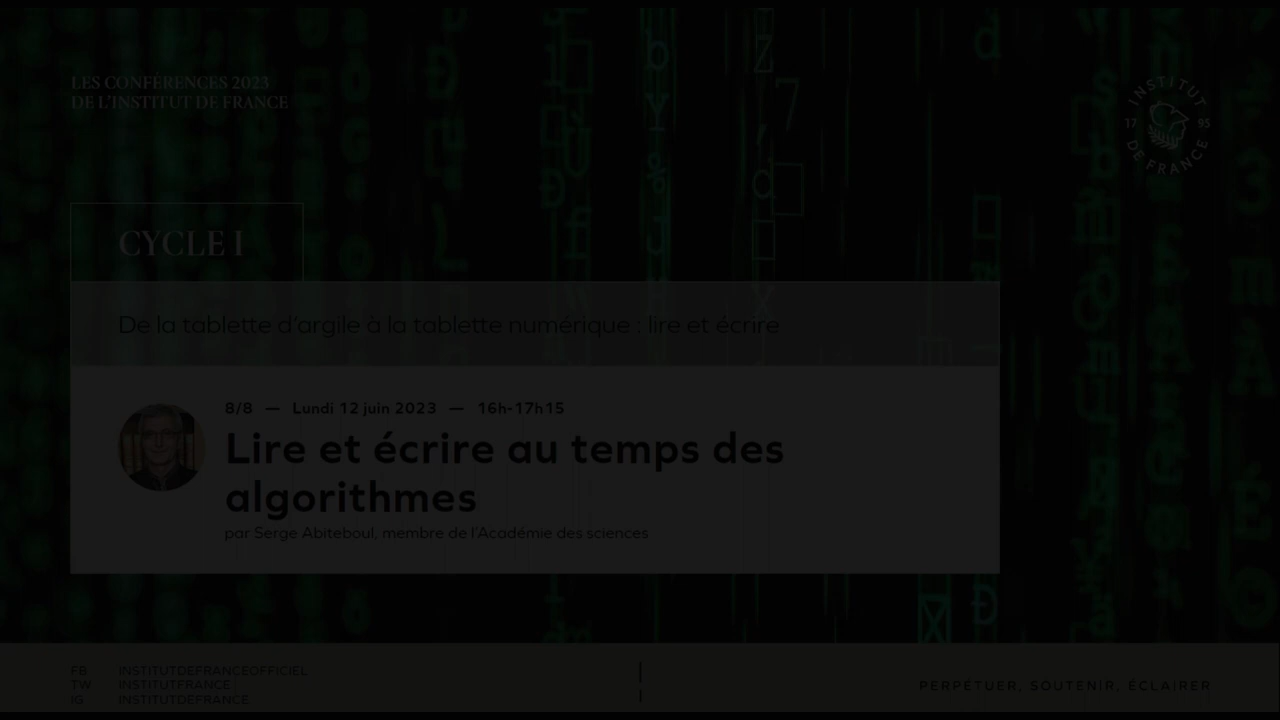 LES CONFÉRENCES 2023
DE L'INSTITUT DE FRANCE
INSTITUT
17 95
DE FRANCE
CYCLE I
De la tablette d'argile à la tablette numérique : lire et écrire
8/8 — Lundi 12 juin 2023 — 16h-17h15
Lire et écrire au temps des
algorithmes
par Serge Abiteboul, membre de l'Académie des sciences
FB INSTITUTDEFRANCEOFFICIEL
TW INSTITUTFRANCE
IG INSTITUTDEFRANCE
PERPÉTUER, SOUTENIR, ÉCLAIRER